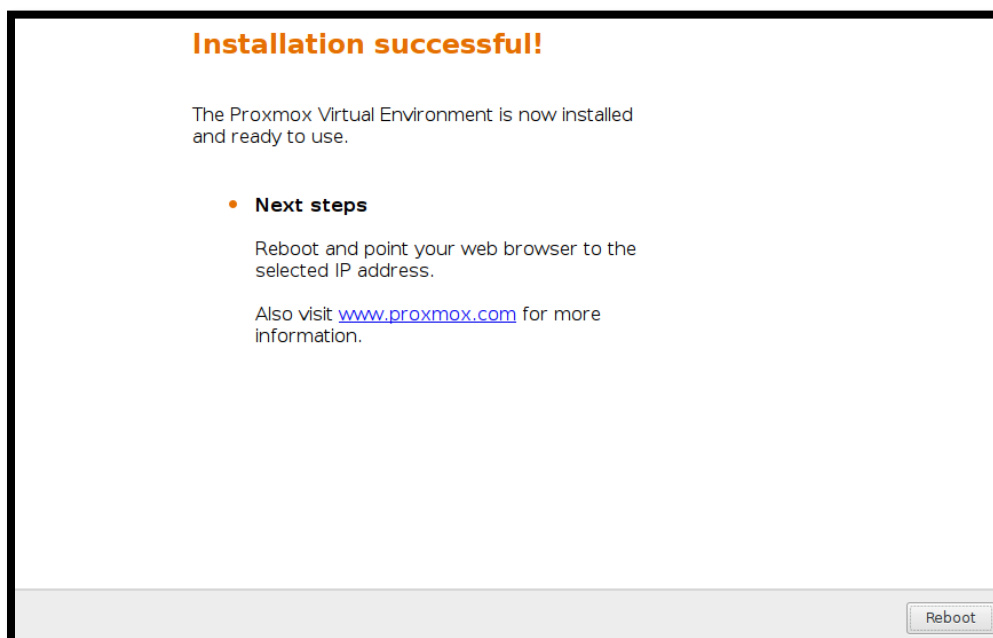 Installation successful!
The Proxmox Virtual Environment is now installed
and ready to use.
Next steps
Reboot and point your web browser to the
selected IP address.
Also visit www.proxmox.com for more
information.
Reboot